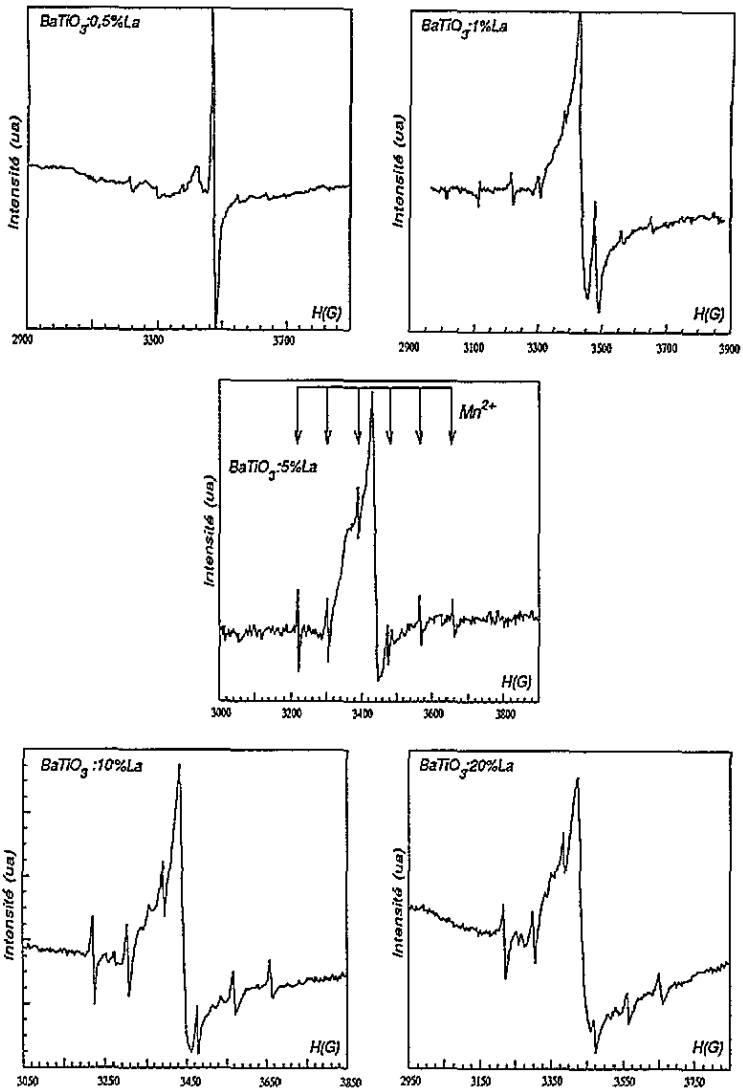 BaTiO₃:0,5%La
Intensité (ua)
H(G)
2900 3300 3700
BaTiO₃:1%La
Intensité (ua)
H(G)
2900 3100 3300 3500 3700 3900
Mn²⁺
BaTiO₃:5%La
Intensité (ua)
H(G)
3000 3200 3400 3600 3800
BaTiO₃:10%La
Intensité (ua)
H(G)
3050 3250 3450 3650 3850
BaTiO₃:20%La
Intensité (ua)
H(G)
2950 3150 3350 3550 3750